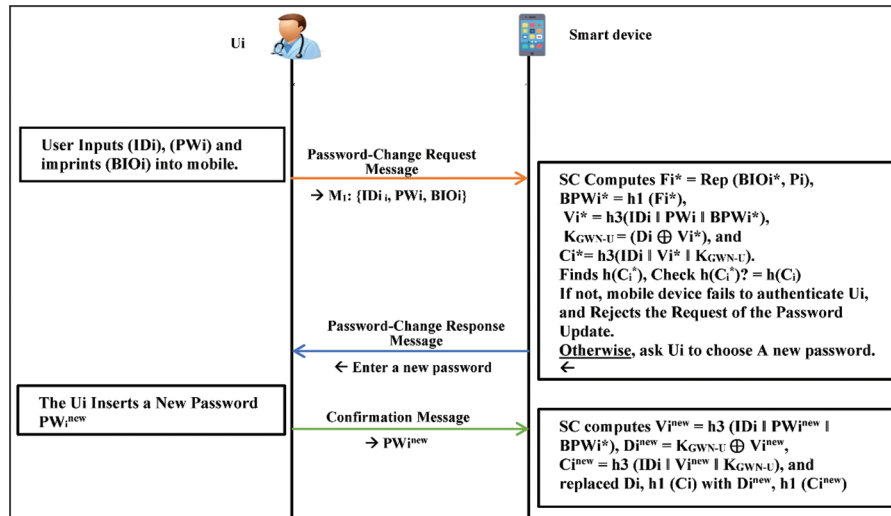 Ui
Smart device
User Inputs (IDi), (PWi) and
imprints (BIOi) into mobile.
Password-Change Request
Message
→ M₁: {IDi ᵢ, PWi, BIOi}
SC Computes Fi* = Rep (BIOi*, Pi),
BPWi* = h1 (Fi*),
Vi* = h3(IDi ‖ PWi ‖ BPWi*),
K_GWN-U = (Di ⊕ Vi*), and
Ci*= h3(IDi ‖ Vi* ‖ K_GWN-U).
Finds h(Cᵢ*), Check h(Cᵢ*)? = h(Cᵢ)
If not, mobile device fails to authenticate Ui,
and Rejects the Request of the Password
Update.
Otherwise, ask Ui to choose A new password.
←
Password-Change Response
Message
← Enter a new password
The Ui Inserts a New Password
PWᵢⁿᵉʷ
Confirmation Message
→ PWiⁿᵉʷ
SC computes Viⁿᵉʷ = h3 (IDi ‖ PWiⁿᵉʷ ‖
BPWi*), Diⁿᵉʷ = K_GWN-U ⊕ Viⁿᵉʷ,
Ciⁿᵉʷ = h3 (IDi ‖ Viⁿᵉʷ ‖ K_GWN-U), and
replaced Di, h1 (Ci) with Diⁿᵉʷ, h1 (Ciⁿᵉʷ)